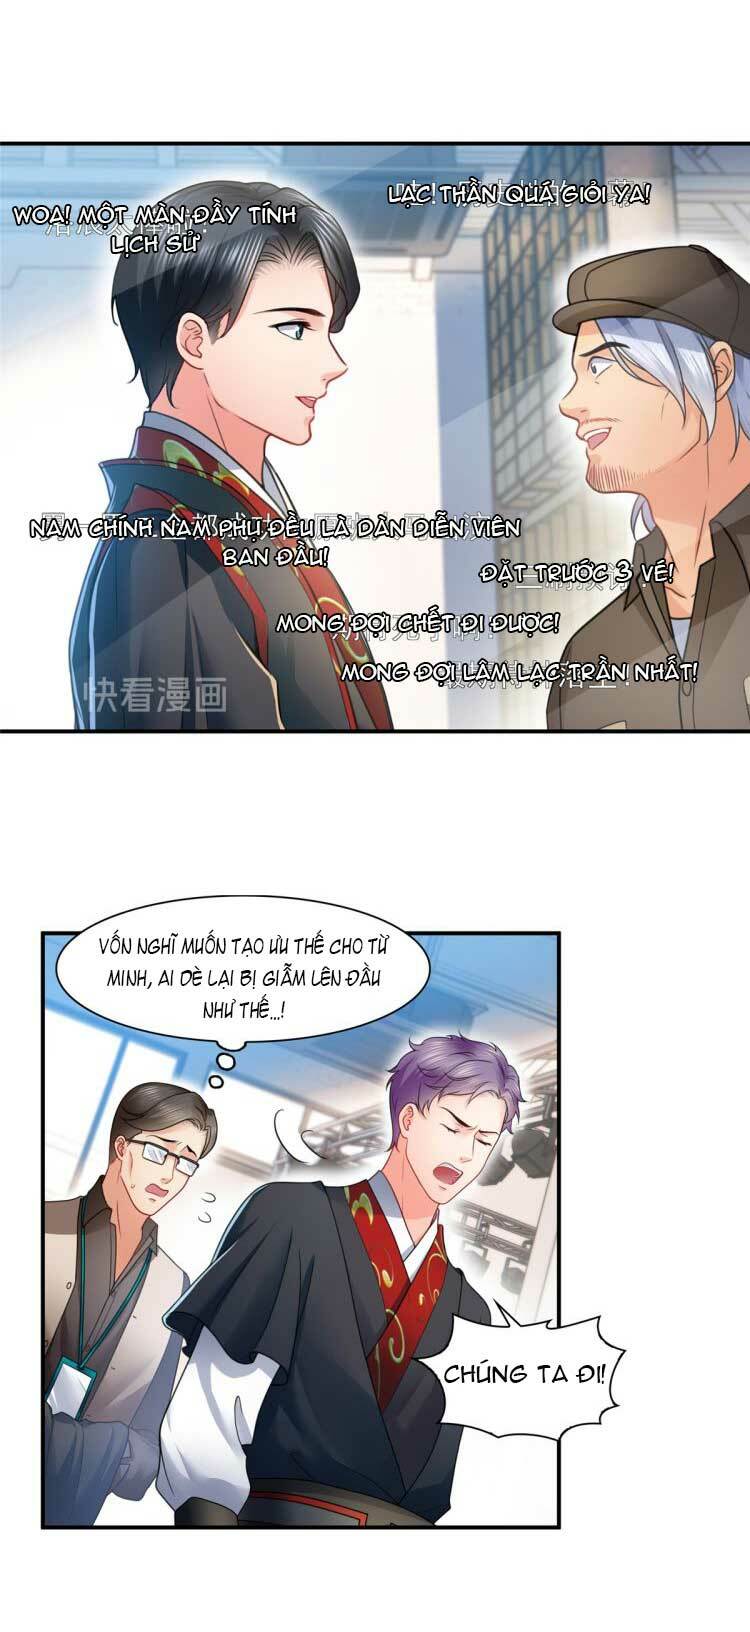 WOA! MỘT MÀN ĐẦY TÍNH
LỊCH SỬ
LẠC THẦN QUÁ GIỎI YA!
NAM CHÍNH NAM PHỤ ĐỀU LÀ DÀN DIỄN VIÊN
BAN ĐẦU!
ĐẶT TRƯỚC 3 VÉ!
MONG ĐỢI CHẾT ĐI ĐƯỢC!
MONG ĐỢI LÂM LẠC TRẦN NHẤT!
快看漫画
VỐN NGHĨ MUỐN TẠO ƯU THẾ CHO TỪ
MINH, AI DÈ LẠI BỊ GIẪM LÊN ĐẦU
NHƯ THẾ...!
CHÚNG TA ĐI!